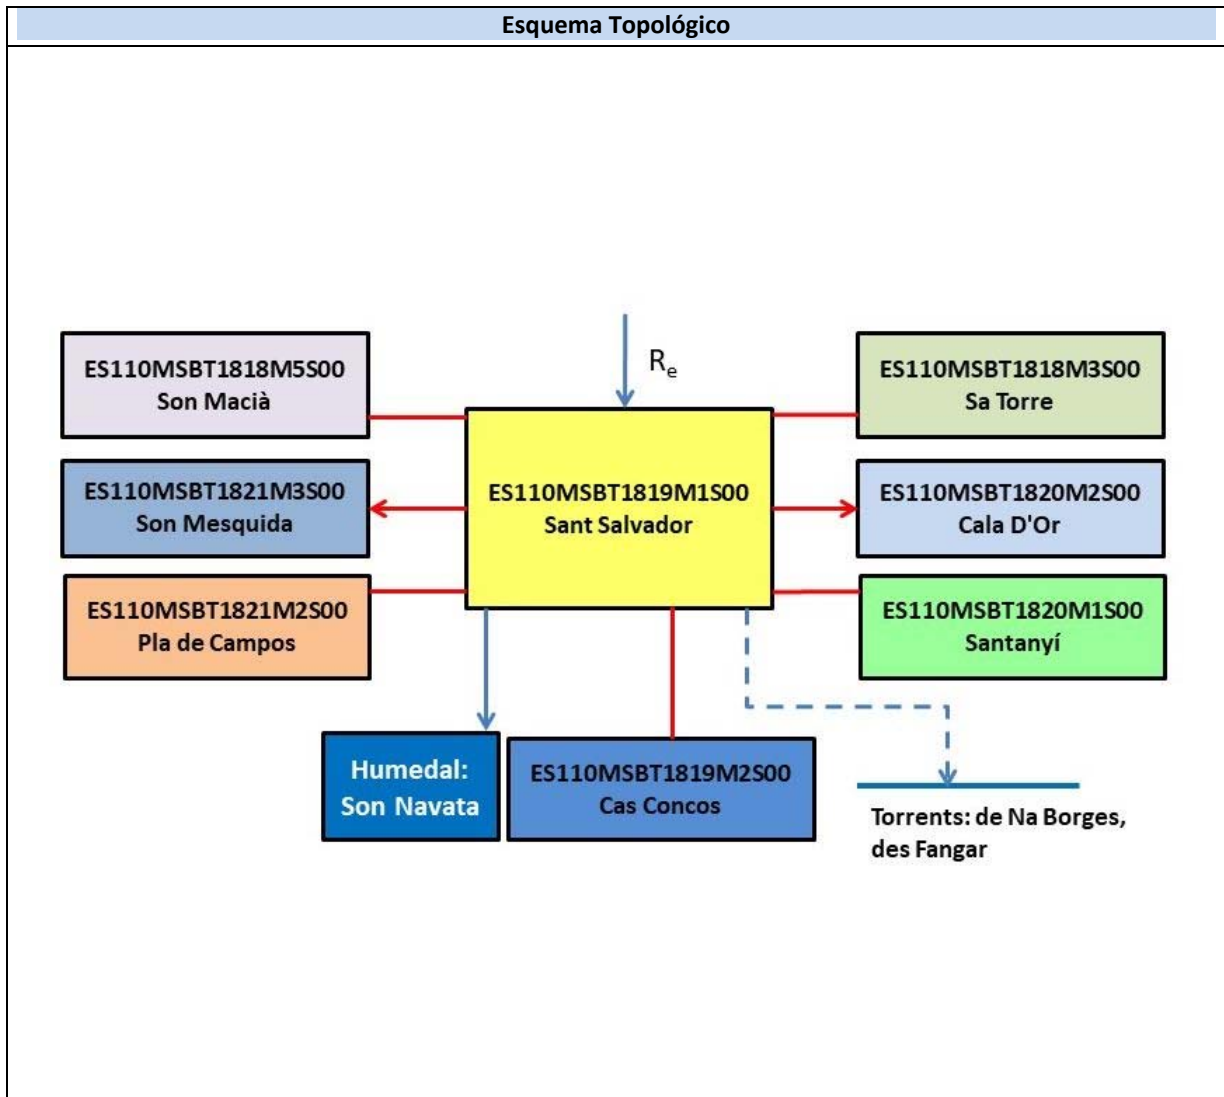 Esquema Topológico
R_e
ES110MSBT1818M5S00
Son Macià
ES110MSBT1818M3S00
Sa Torre
ES110MSBT1821M3S00
Son Mesquida
ES110MSBT1819M1S00
Sant Salvador
ES110MSBT1820M2S00
Cala D'Or
ES110MSBT1821M2S00
Pla de Campos
ES110MSBT1820M1S00
Santanyí
Humedal:
Son Navata
ES110MSBT1819M2S00
Cas Concos
Torrents: de Na Borges,
des Fangar